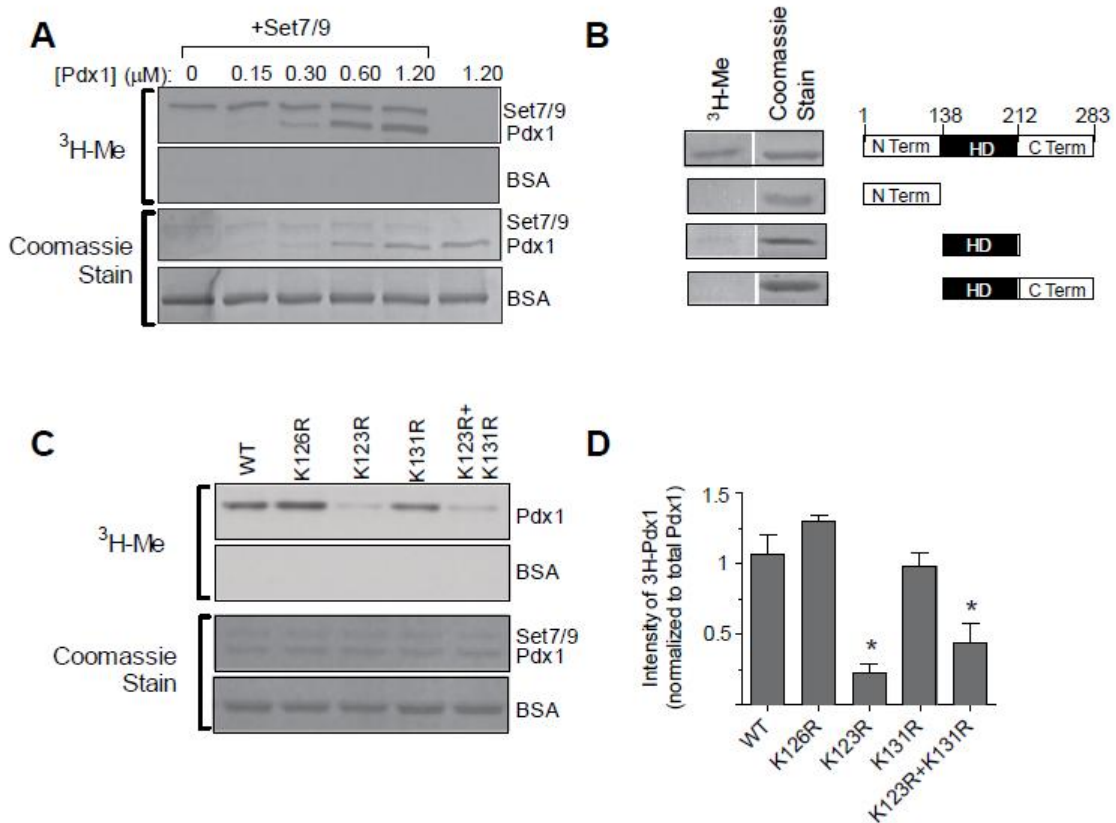 A
+Set7/9
[Pdx1] (µM): 0 0.15 0.30 0.60 1.20 1.20
³H-Me
Set7/9
Pdx1
BSA
Coomassie
Stain
Set7/9
Pdx1
BSA
B
³H-Me
Coomassie
Stain
1 138 212 283
N Term HD C Term
N Term
HD
HD C Term
C
WT
K126R
K123R
K131R
K123R+
K131R
³H-Me
Pdx1
BSA
Coomassie
Stain
Set7/9
Pdx1
BSA
D
Intensity of 3H-Pdx1
(normalized to total Pdx1)
1.5
1
0.5
*
*
WT
K126R
K123R
K131R
K123R+K131R